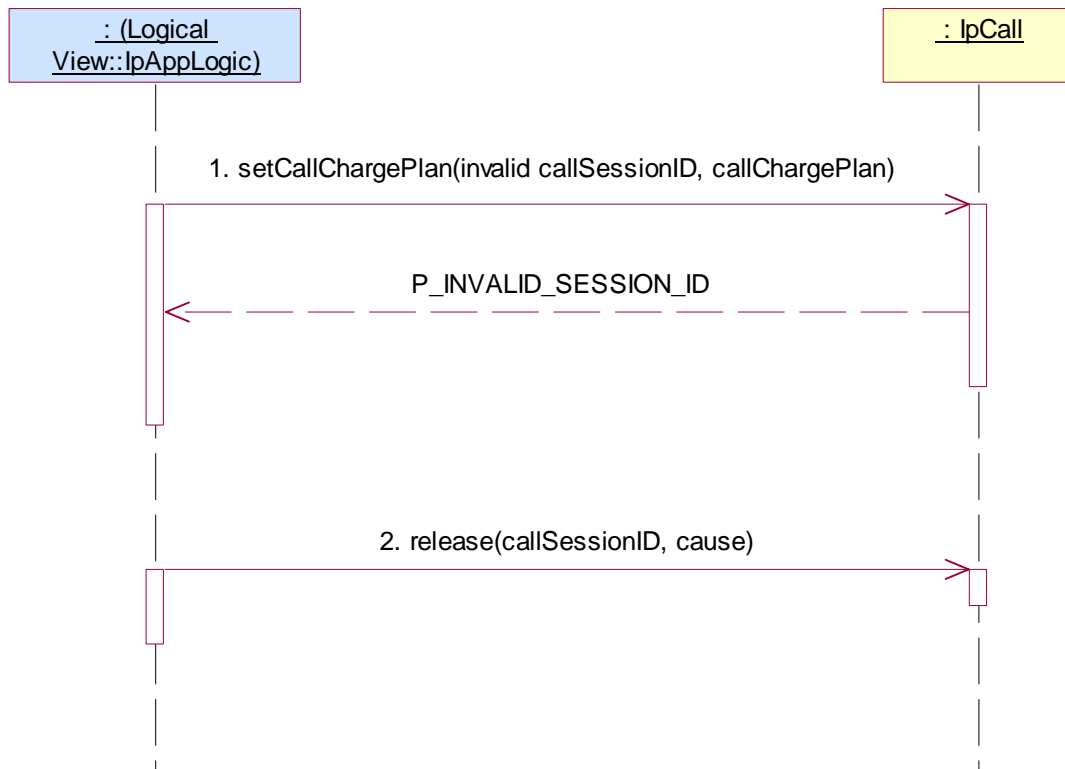 : (Logical
View::IpAppLogic)
: IpCall
1. setCallChargePlan(invalid callSessionID, callChargePlan)
P_INVALID_SESSION_ID
2. release(callSessionID, cause)